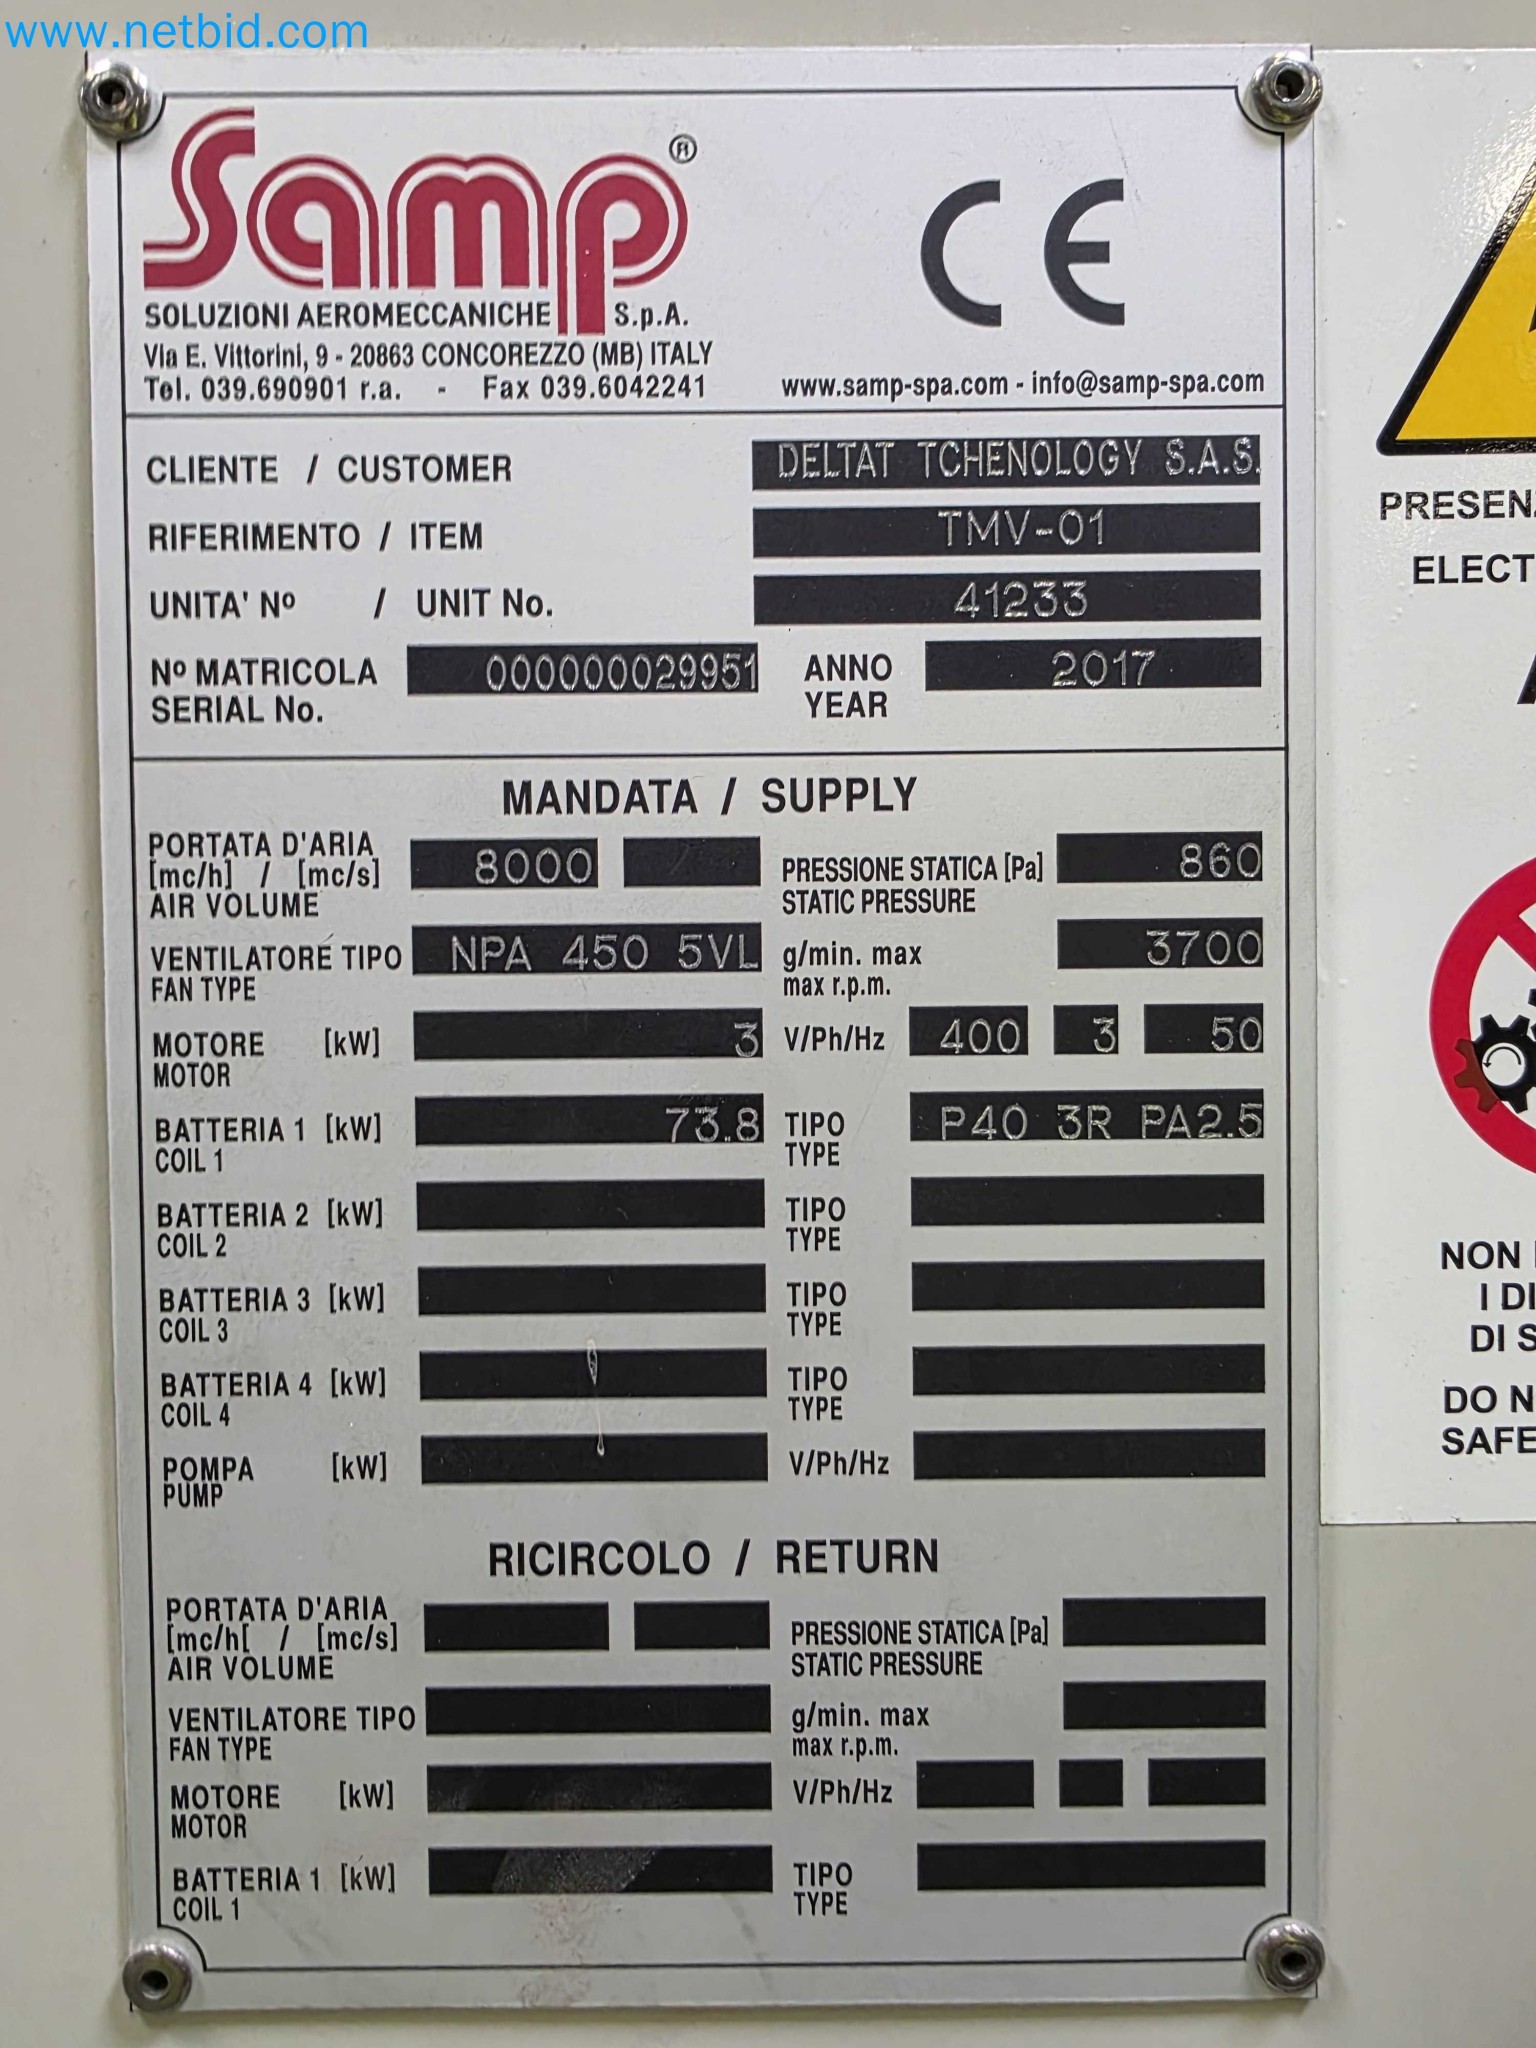 www.netbid.com
Samp®
SOLUZIONI AEROMECCANICHE S.p.A.
Via E. Vittorini, 9 - 20863 CONCOREZZO (MB) ITALY
Tel. 039.690901 r.a. - Fax 039.6042241
CE
www.samp-spa.com - info@samp-spa.com
CLIENTE / CUSTOMER DELTAT TCHENOLOGY S.A.S.
RIFERIMENTO / ITEM TMV-01
UNITA' Nº / UNIT No. 41233
Nº MATRICOLA 000000029951 ANNO 2017
SERIAL No. YEAR
MANDATA / SUPPLY
PORTATA D'ARIA
[mc/h] / [mc/s] 8000 PRESSIONE STATICA [Pa] 860
AIR VOLUME STATIC PRESSURE
VENTILATORE TIPO NPA 450 5VL g/min. max 3700
FAN TYPE max r.p.m.
MOTORE [kW] 3 V/Ph/Hz 400 3 50
MOTOR
BATTERIA 1 [kW] 73.8 TIPO P40 3R PA2.5
COIL 1 TYPE
BATTERIA 2 [kW] TIPO
COIL 2 TYPE
BATTERIA 3 [kW] TIPO
COIL 3 TYPE
BATTERIA 4 [kW] TIPO
COIL 4 TYPE
POMPA [kW] V/Ph/Hz
PUMP
RICIRCOLO / RETURN
PORTATA D'ARIA
[mc/h[ / [mc/s] PRESSIONE STATICA [Pa]
AIR VOLUME STATIC PRESSURE
VENTILATORE TIPO g/min. max
FAN TYPE max r.p.m.
MOTORE [kW] V/Ph/Hz
MOTOR
BATTERIA 1 [kW] TIPO
COIL 1 TYPE
NON
DI
DO